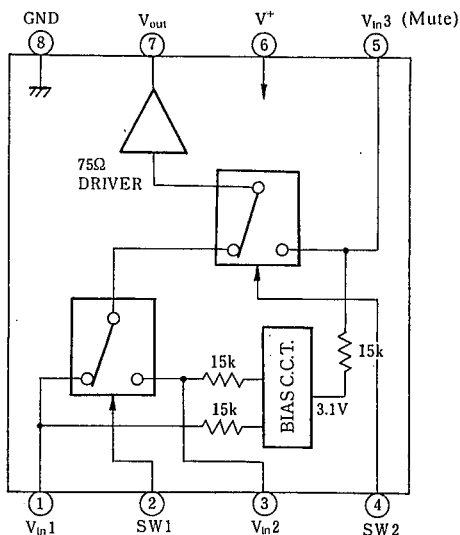 GND
Vout
V+
Vin3 (Mute)
8
7
6
5
75Ω
DRIVER
15k
15k
15k
BIAS C.C.T.
3.1V
1
2
3
4
Vin1
SW1
Vin2
SW2